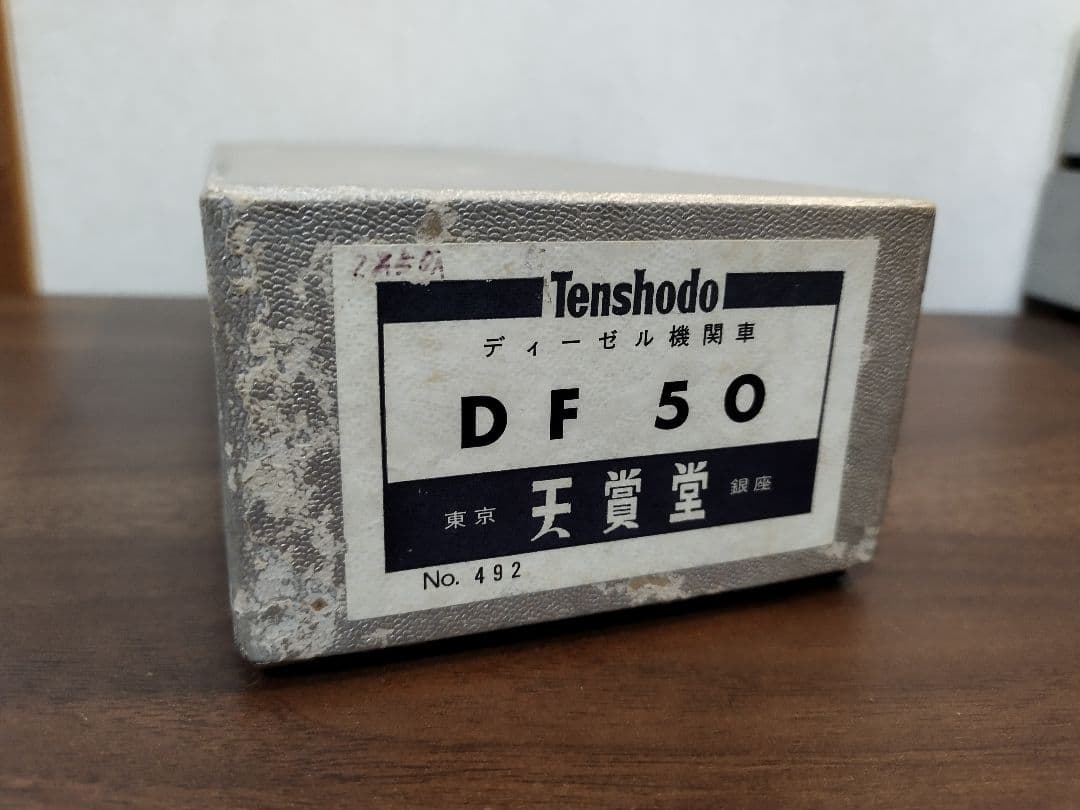 Tenshodo
ディーゼル機関車
DF 50
東京 天賞堂 銀座
No. 492